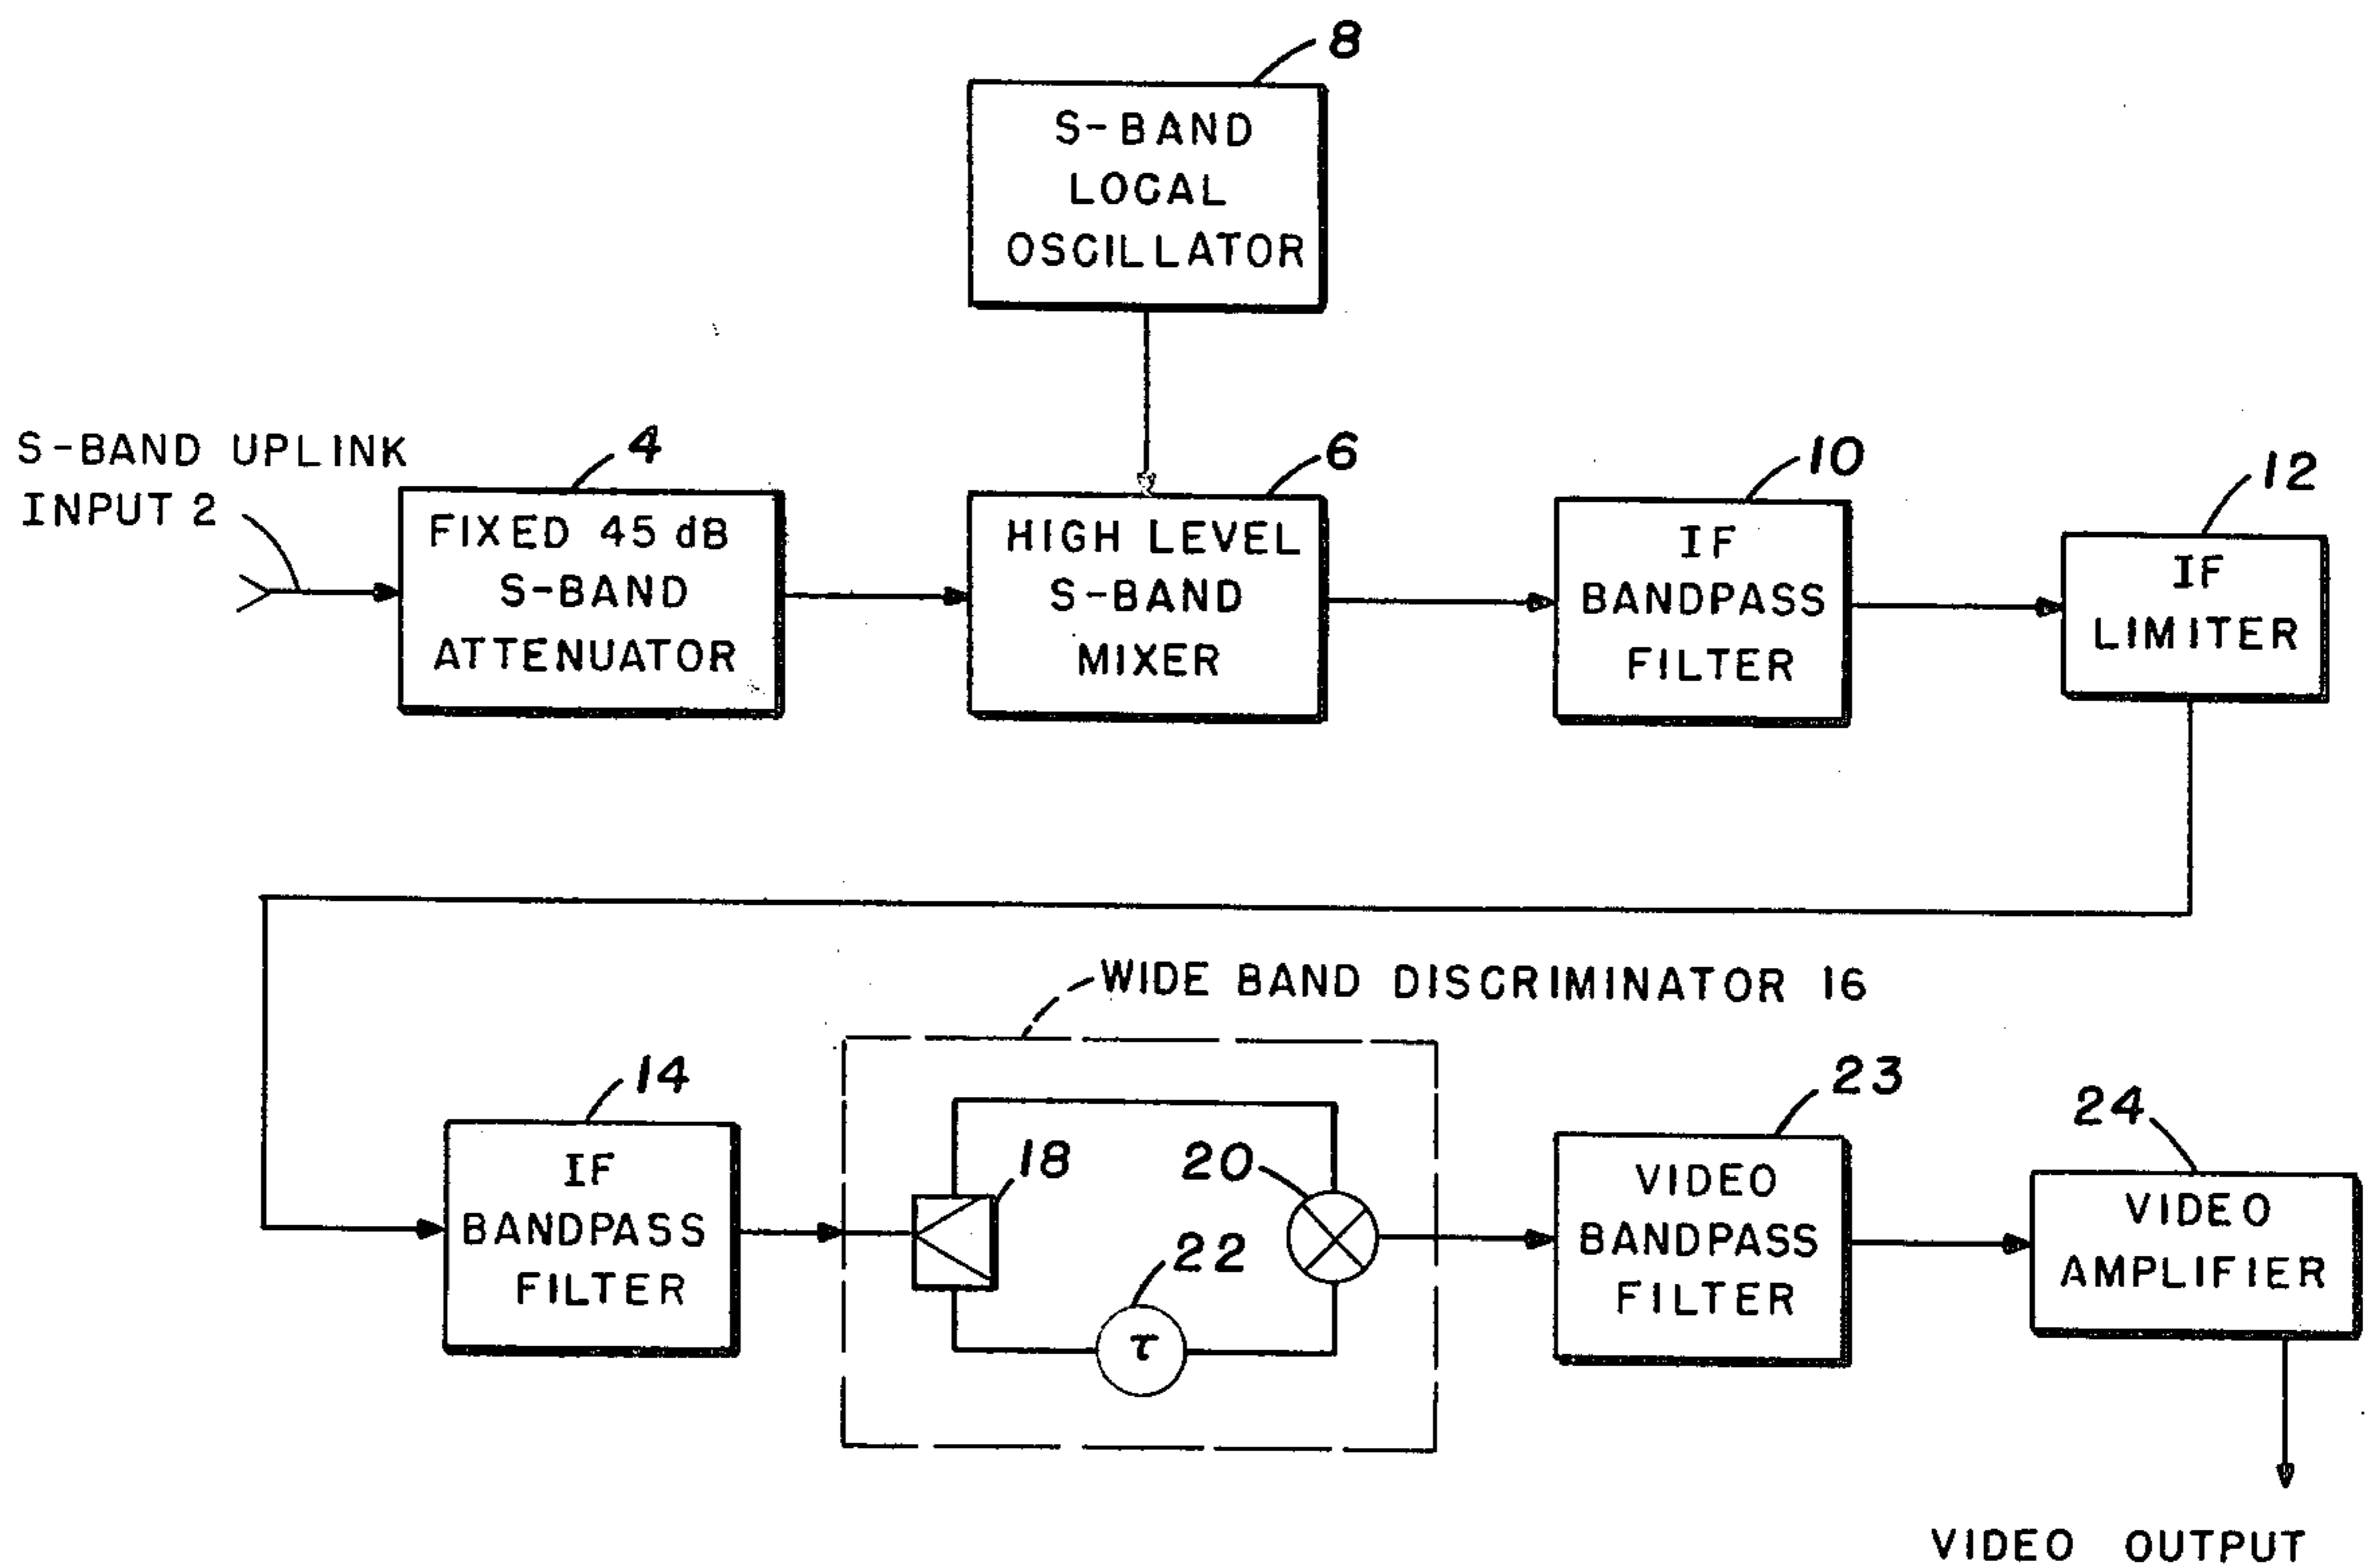 8
S-BAND
LOCAL
OSCILLATOR
S-BAND UPLINK
INPUT 2
4
FIXED 45 dB
S-BAND
ATTENUATOR
6
HIGH LEVEL
S-BAND
MIXER
10
IF
BANDPASS
FILTER
12
IF
LIMITER
WIDE BAND DISCRIMINATOR 16
14
IF
BANDPASS
FILTER
18
20
22
τ
23
VIDEO
BANDPASS
FILTER
24
VIDEO
AMPLIFIER
VIDEO OUTPUT